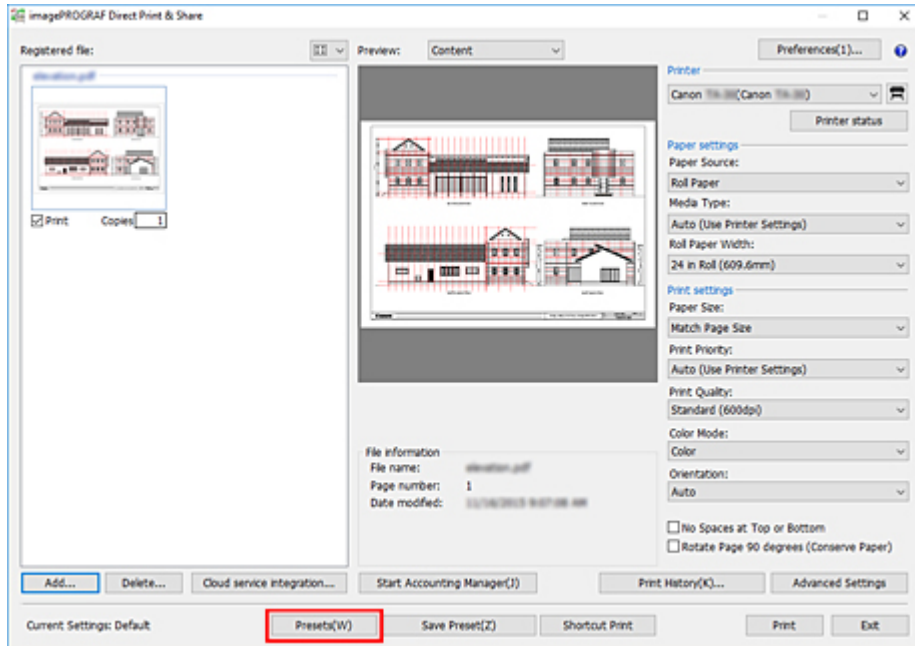 imagePROGRAF Direct Print & Share
Registered file:
Print Copies 1
Preview: Content
File information
File name:
Page number: 1
Date modified:
Preferences(1)...
Printer
Canon (Canon )
Printer status
Paper settings
Paper Source:
Roll Paper
Media Type:
Auto (Use Printer Settings)
Roll Paper Width:
24 in Roll (609.6mm)
Print settings
Paper Size:
Match Page Size
Print Priority:
Auto (Use Printer Settings)
Print Quality:
Standard (600dpi)
Color Mode:
Color
Orientation:
Auto
No Spaces at Top or Bottom
Rotate Page 90 degrees (Conserve Paper)
Add... Delete... Cloud service integration... Start Accounting Manager(J) Print History(K)... Advanced Settings
Current Settings: Default Presets(W) Save Preset(Z) Shortcut Print Print Exit